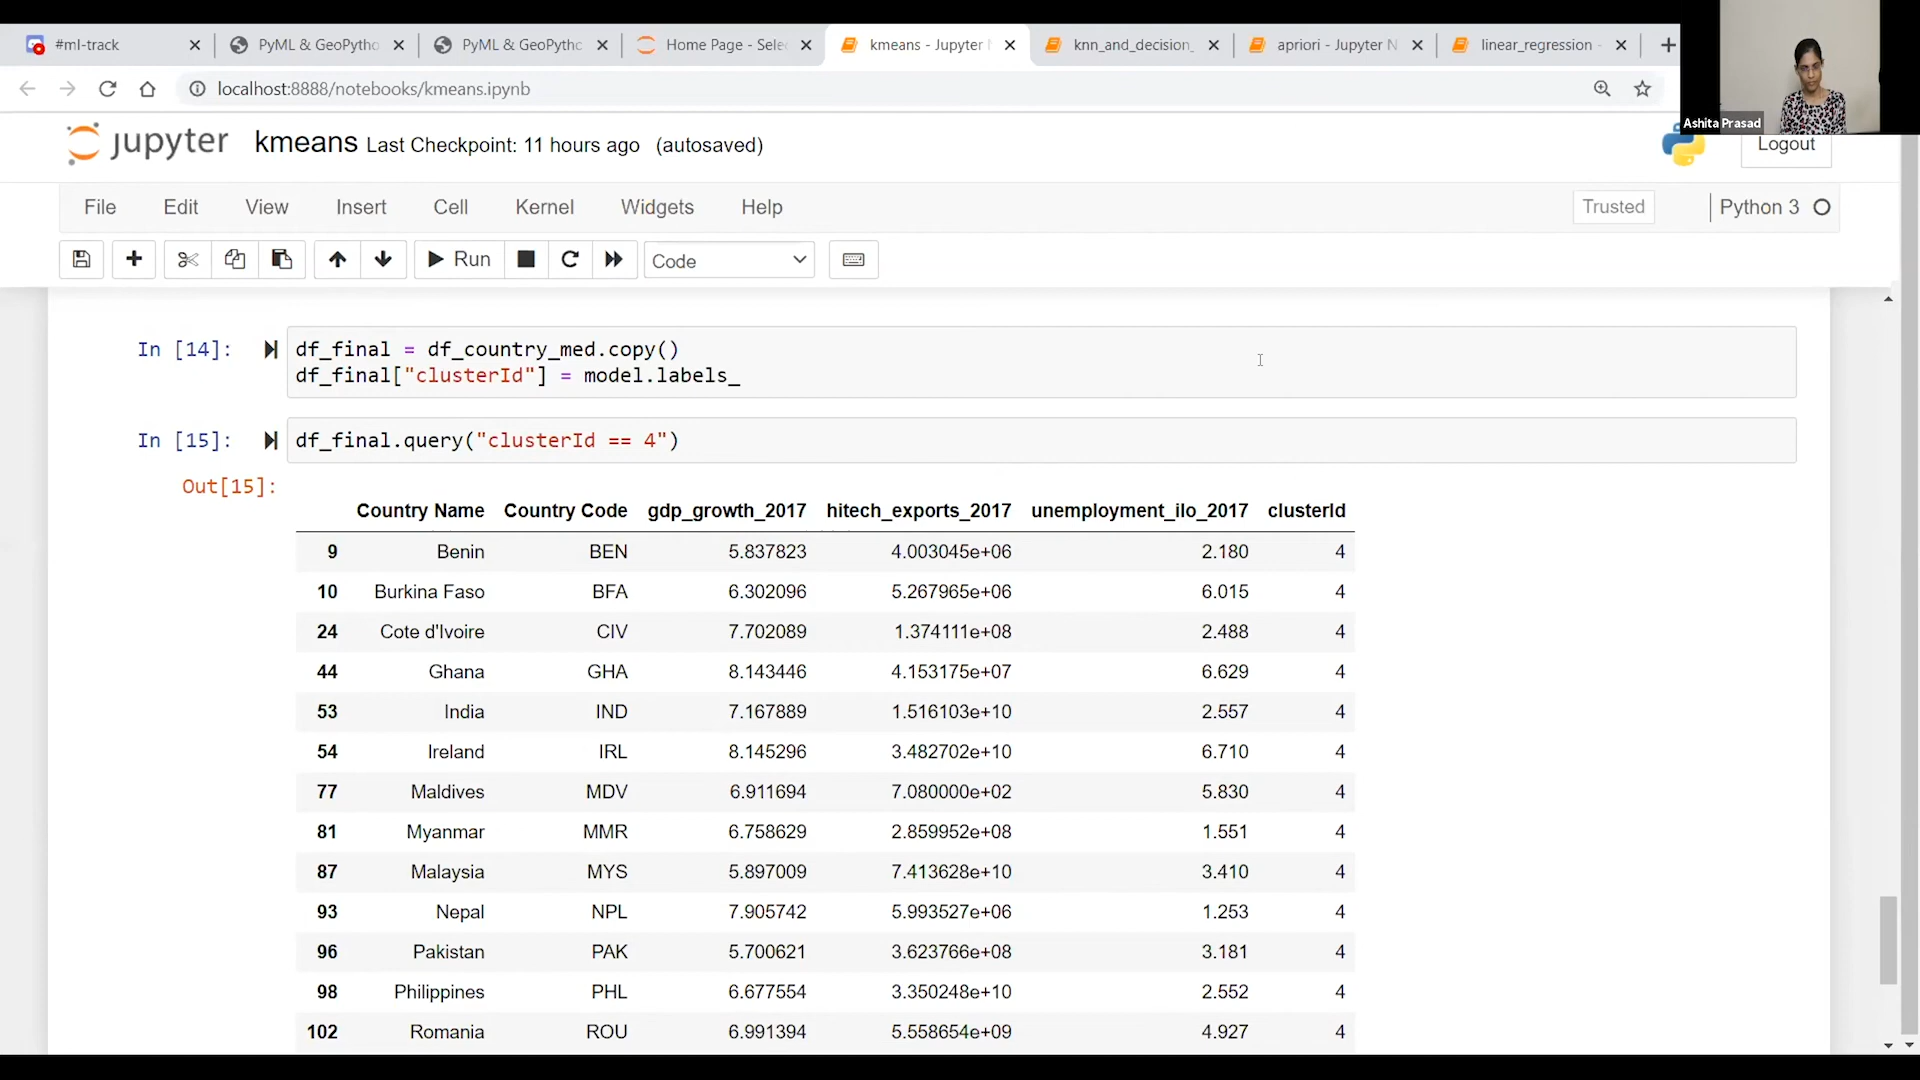 #ml-track
PyML & GeoPytho
PyML & GeoPythc
Home Page - Selec
kmeans - Jupyter N
knn_and_decision_
apriori - Jupyter N
linear_regression -
localhost:8888/notebooks/kmeans.ipynb
Ashita Prasad
jupyter kmeans Last Checkpoint: 11 hours ago (autosaved)
Logout
File Edit View Insert Cell Kernel Widgets Help
Trusted
Python 3
Run
Code
In [14]: df_final = df_country_med.copy()
df_final["clusterId"] = model.labels_
In [15]: df_final.query("clusterId == 4")
Out[15]:
Country Name Country Code gdp_growth_2017 hitech_exports_2017 unemployment_ilo_2017 clusterId
9 Benin BEN 5.837823 4.003045e+06 2.180 4
10 Burkina Faso BFA 6.302096 5.267965e+06 6.015 4
24 Cote d'Ivoire CIV 7.702089 1.374111e+08 2.488 4
44 Ghana GHA 8.143446 4.153175e+07 6.629 4
53 India IND 7.167889 1.516103e+10 2.557 4
54 Ireland IRL 8.145296 3.482702e+10 6.710 4
77 Maldives MDV 6.911694 7.080000e+02 5.830 4
81 Myanmar MMR 6.758629 2.859952e+08 1.551 4
87 Malaysia MYS 5.897009 7.413628e+10 3.410 4
93 Nepal NPL 7.905742 5.993527e+06 1.253 4
96 Pakistan PAK 5.700621 3.623766e+08 3.181 4
98 Philippines PHL 6.677554 3.350248e+10 2.552 4
102 Romania ROU 6.991394 5.558654e+09 4.927 4